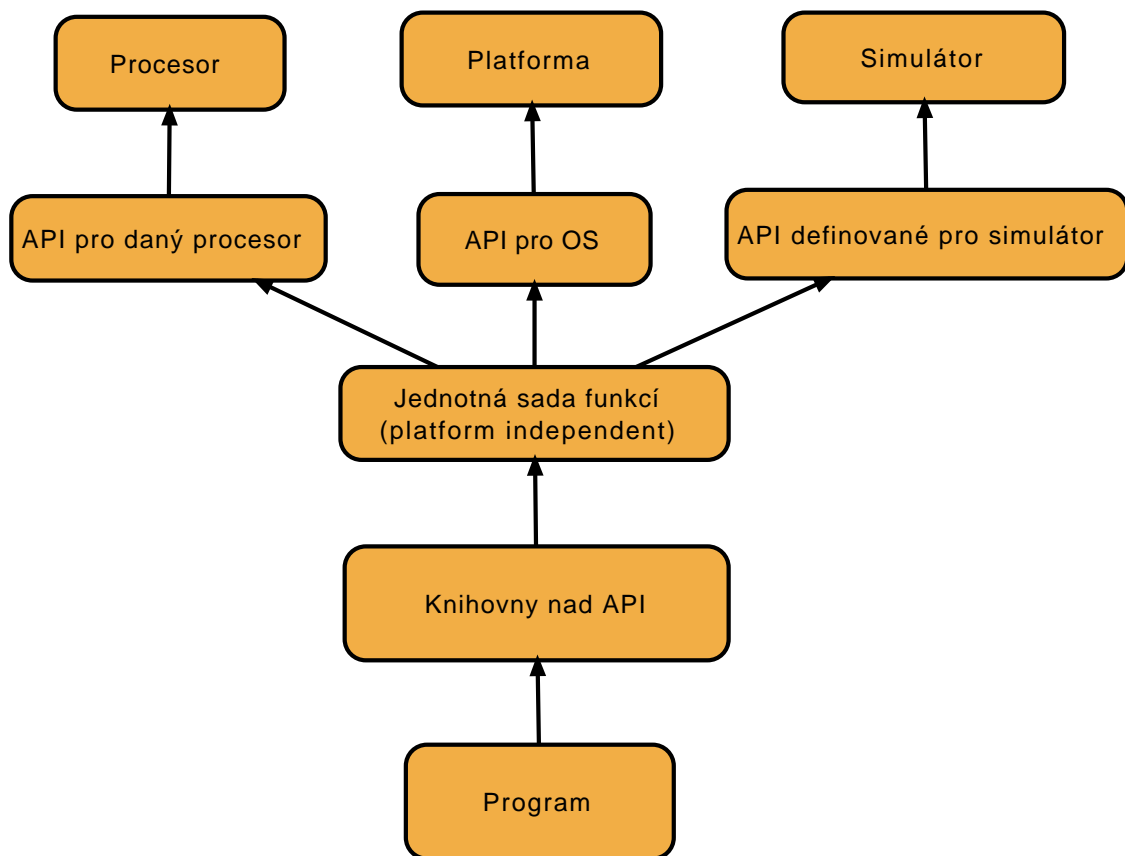 Procesor
Platforma
Simulátor
API pro daný procesor
API pro OS
API definované pro simulátor
Jednotná sada funkcí
(platform independent)
Knihovny nad API
Program